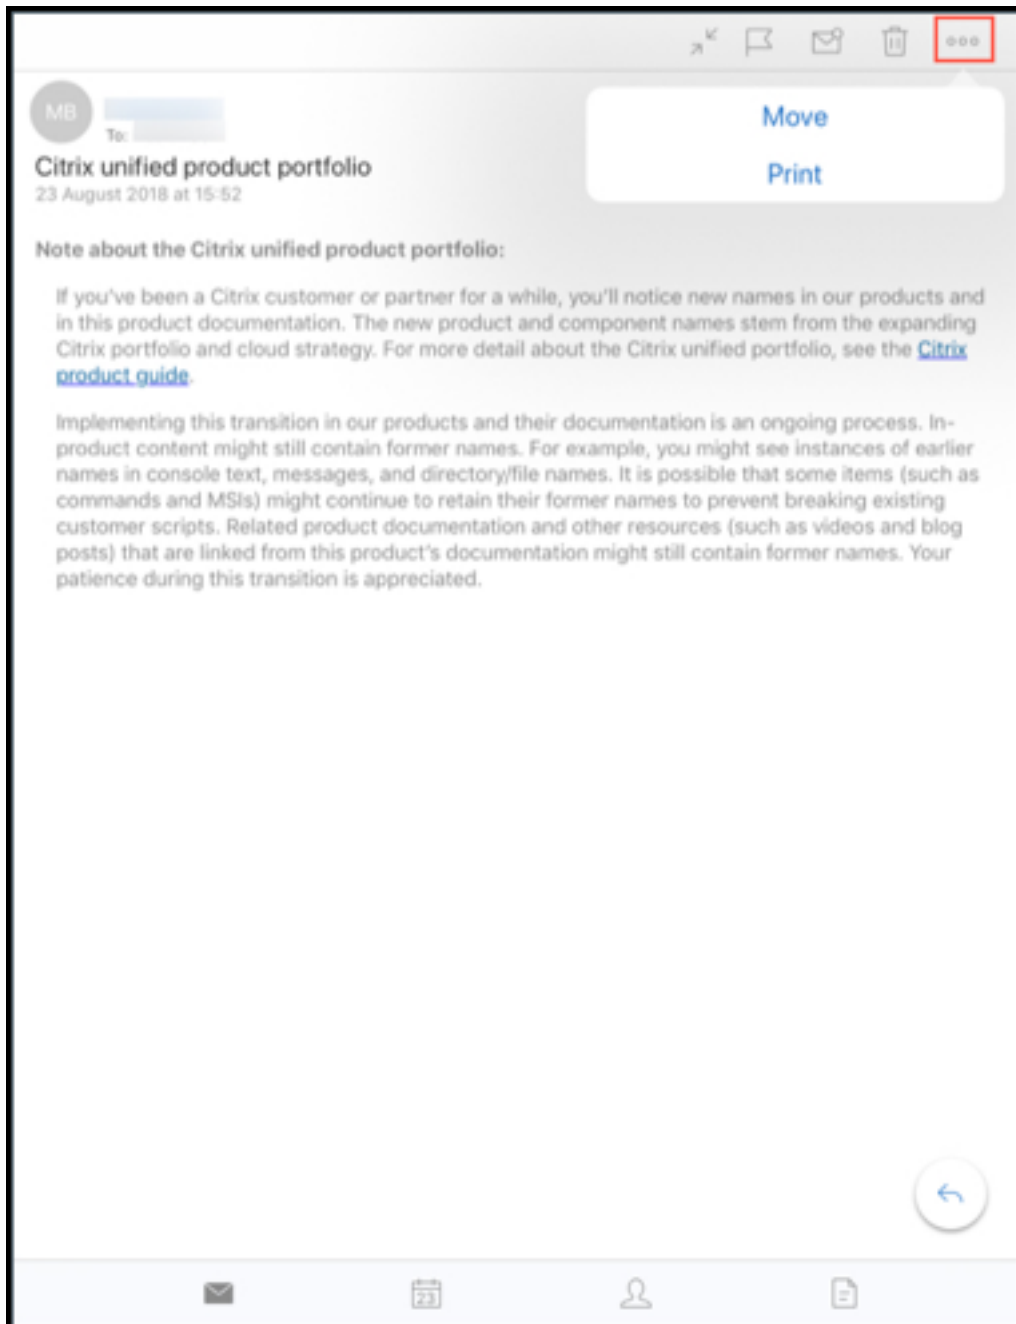 Move
Print
MB
To:
Citrix unified product portfolio
23 August 2018 at 15:52
Note about the Citrix unified product portfolio:
If you've been a Citrix customer or partner for a while, you'll notice new names in our products and
in this product documentation. The new product and component names stem from the expanding
Citrix portfolio and cloud strategy. For more detail about the Citrix unified portfolio, see the Citrix
product guide.
Implementing this transition in our products and their documentation is an ongoing process. In-
product content might still contain former names. For example, you might see instances of earlier
names in console text, messages, and directory/file names. It is possible that some items (such as
commands and MSIs) might continue to retain their former names to prevent breaking existing
customer scripts. Related product documentation and other resources (such as videos and blog
posts) that are linked from this product's documentation might still contain former names. Your
patience during this transition is appreciated.
23